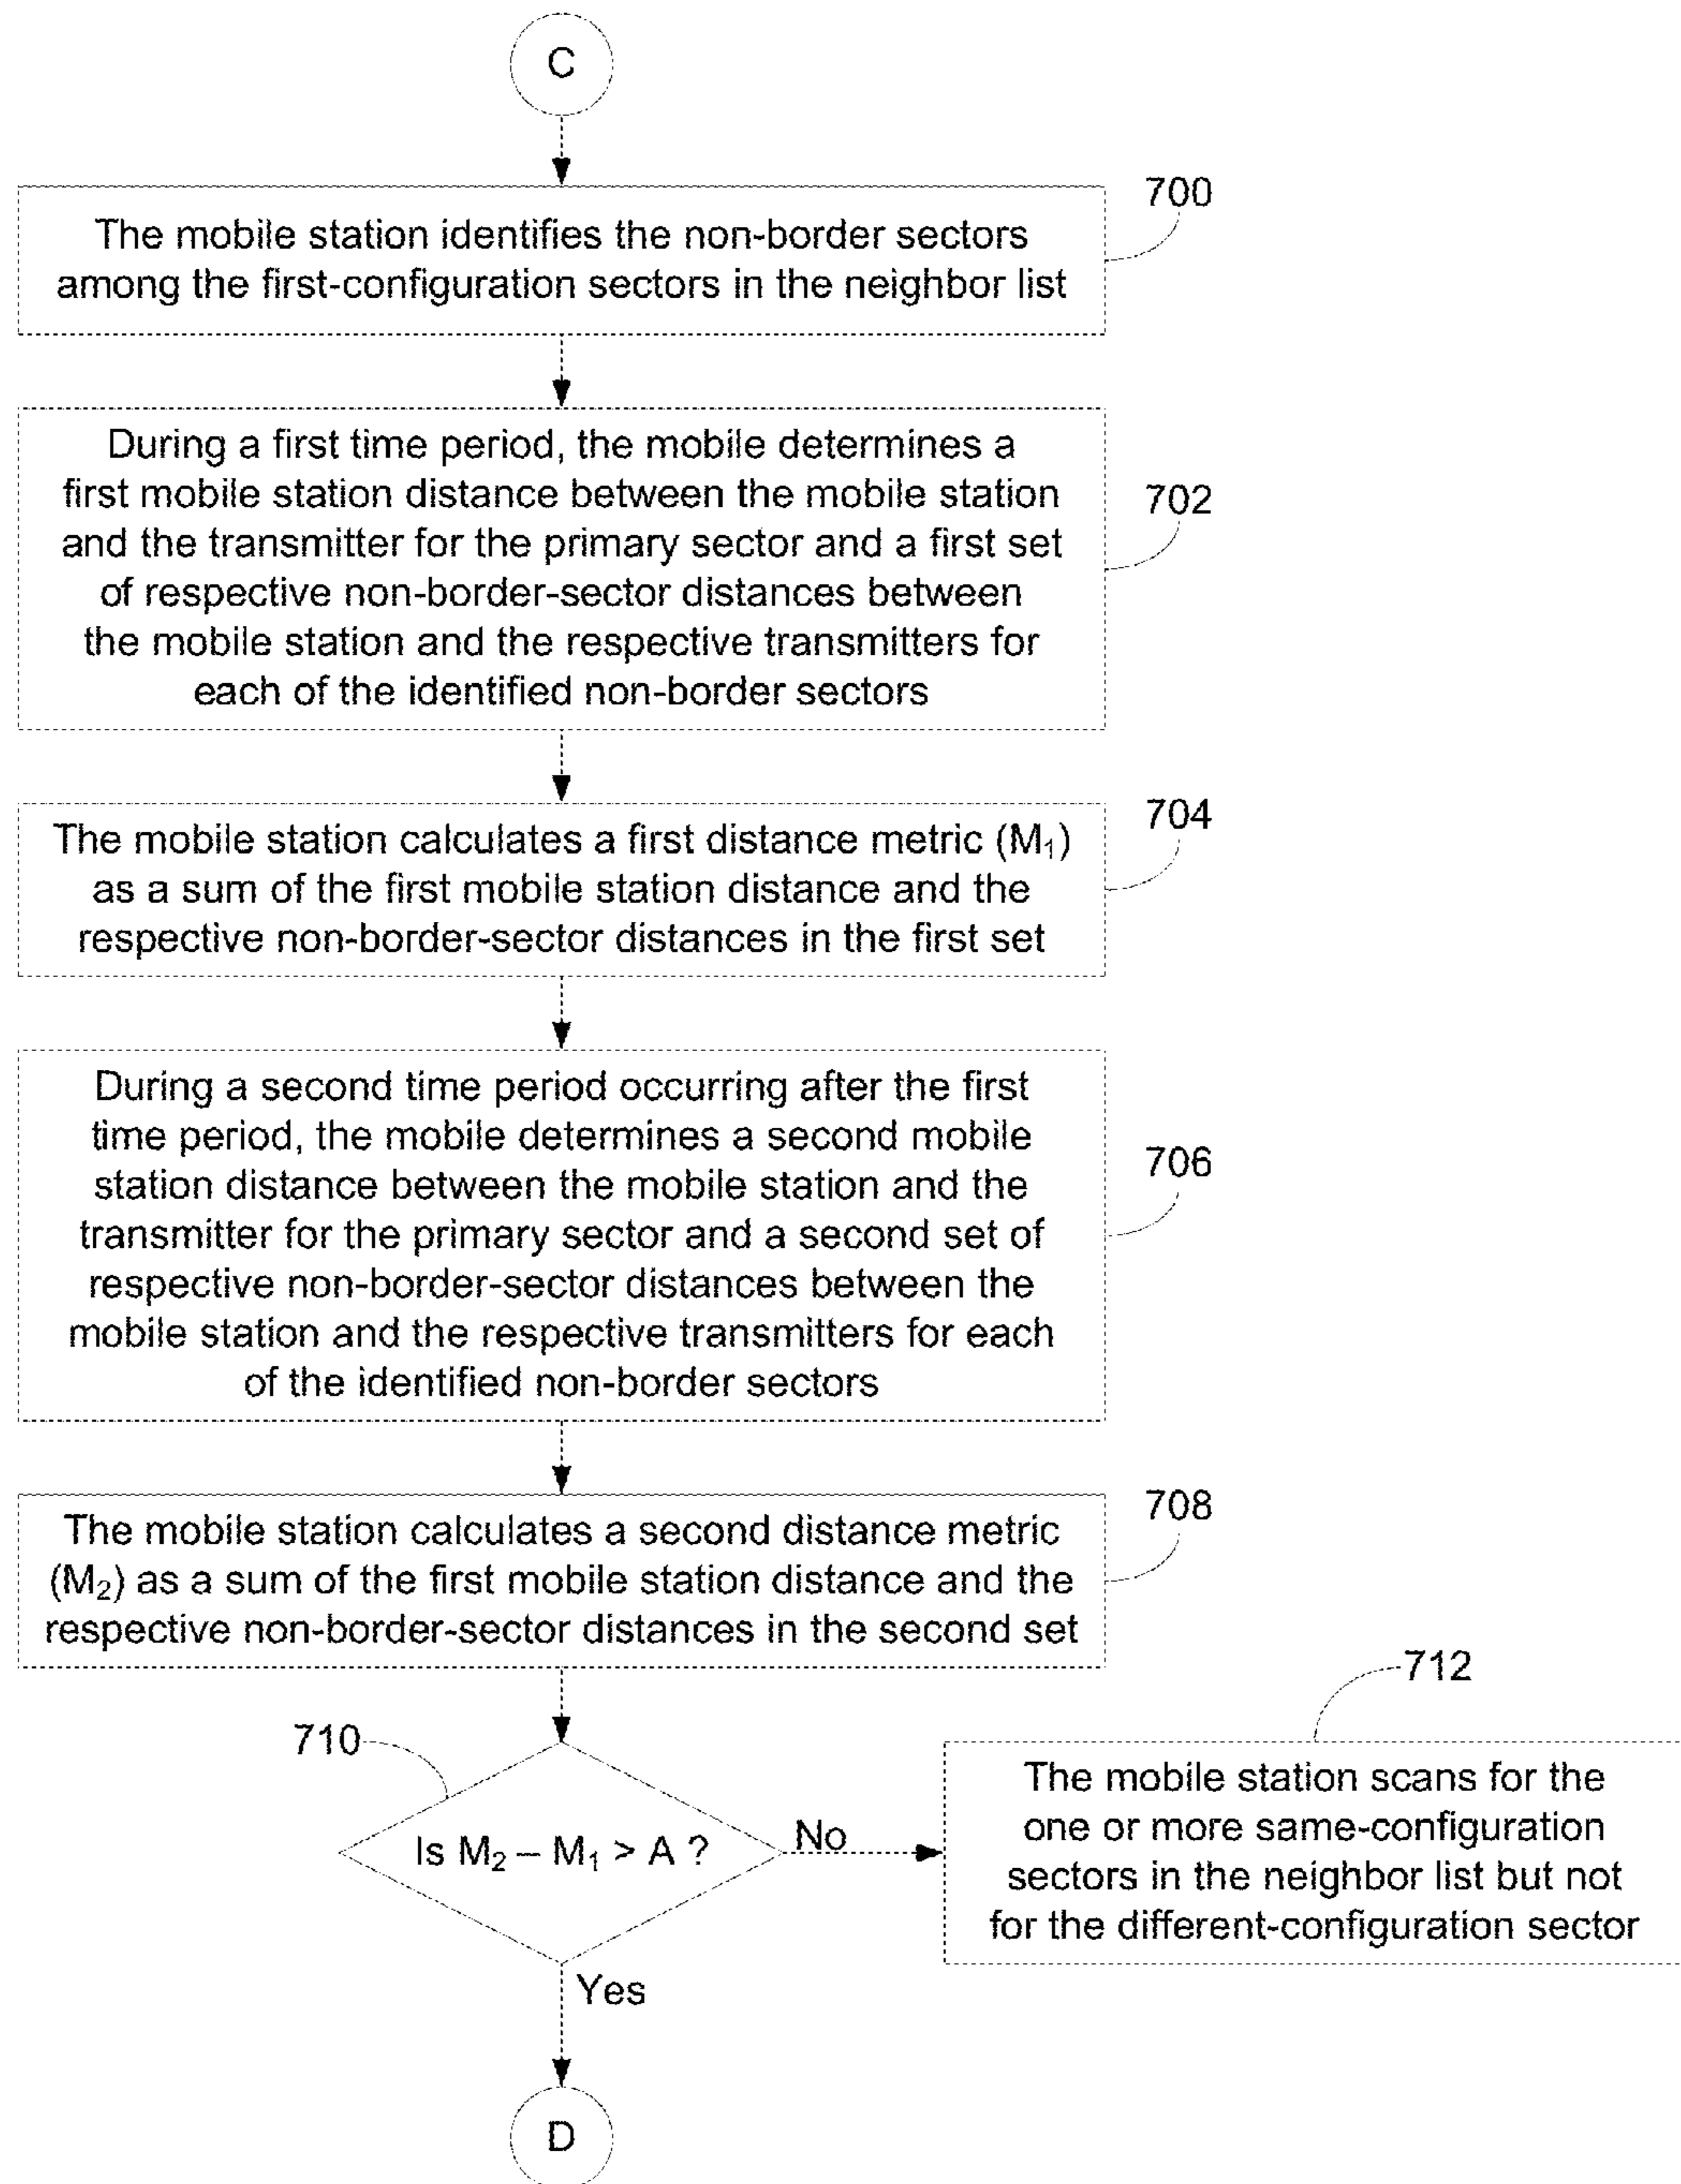 C
700
The mobile station identifies the non-border sectors
among the first-configuration sectors in the neighbor list
During a first time period, the mobile determines a
first mobile station distance between the mobile station
and the transmitter for the primary sector and a first set
of respective non-border-sector distances between
the mobile station and the respective transmitters for
each of the identified non-border sectors
702
The mobile station calculates a first distance metric (M₁)
as a sum of the first mobile station distance and the
respective non-border-sector distances in the first set
704
During a second time period occurring after the first
time period, the mobile determines a second mobile
station distance between the mobile station and the
transmitter for the primary sector and a second set of
respective non-border-sector distances between the
mobile station and the respective transmitters for each
of the identified non-border sectors
706
The mobile station calculates a second distance metric
(M₂) as a sum of the first mobile station distance and the
respective non-border-sector distances in the second set
708
710
Is M₂ – M₁ > A ?
No
712
The mobile station scans for the
one or more same-configuration
sectors in the neighbor list but not
for the different-configuration sector
Yes
D